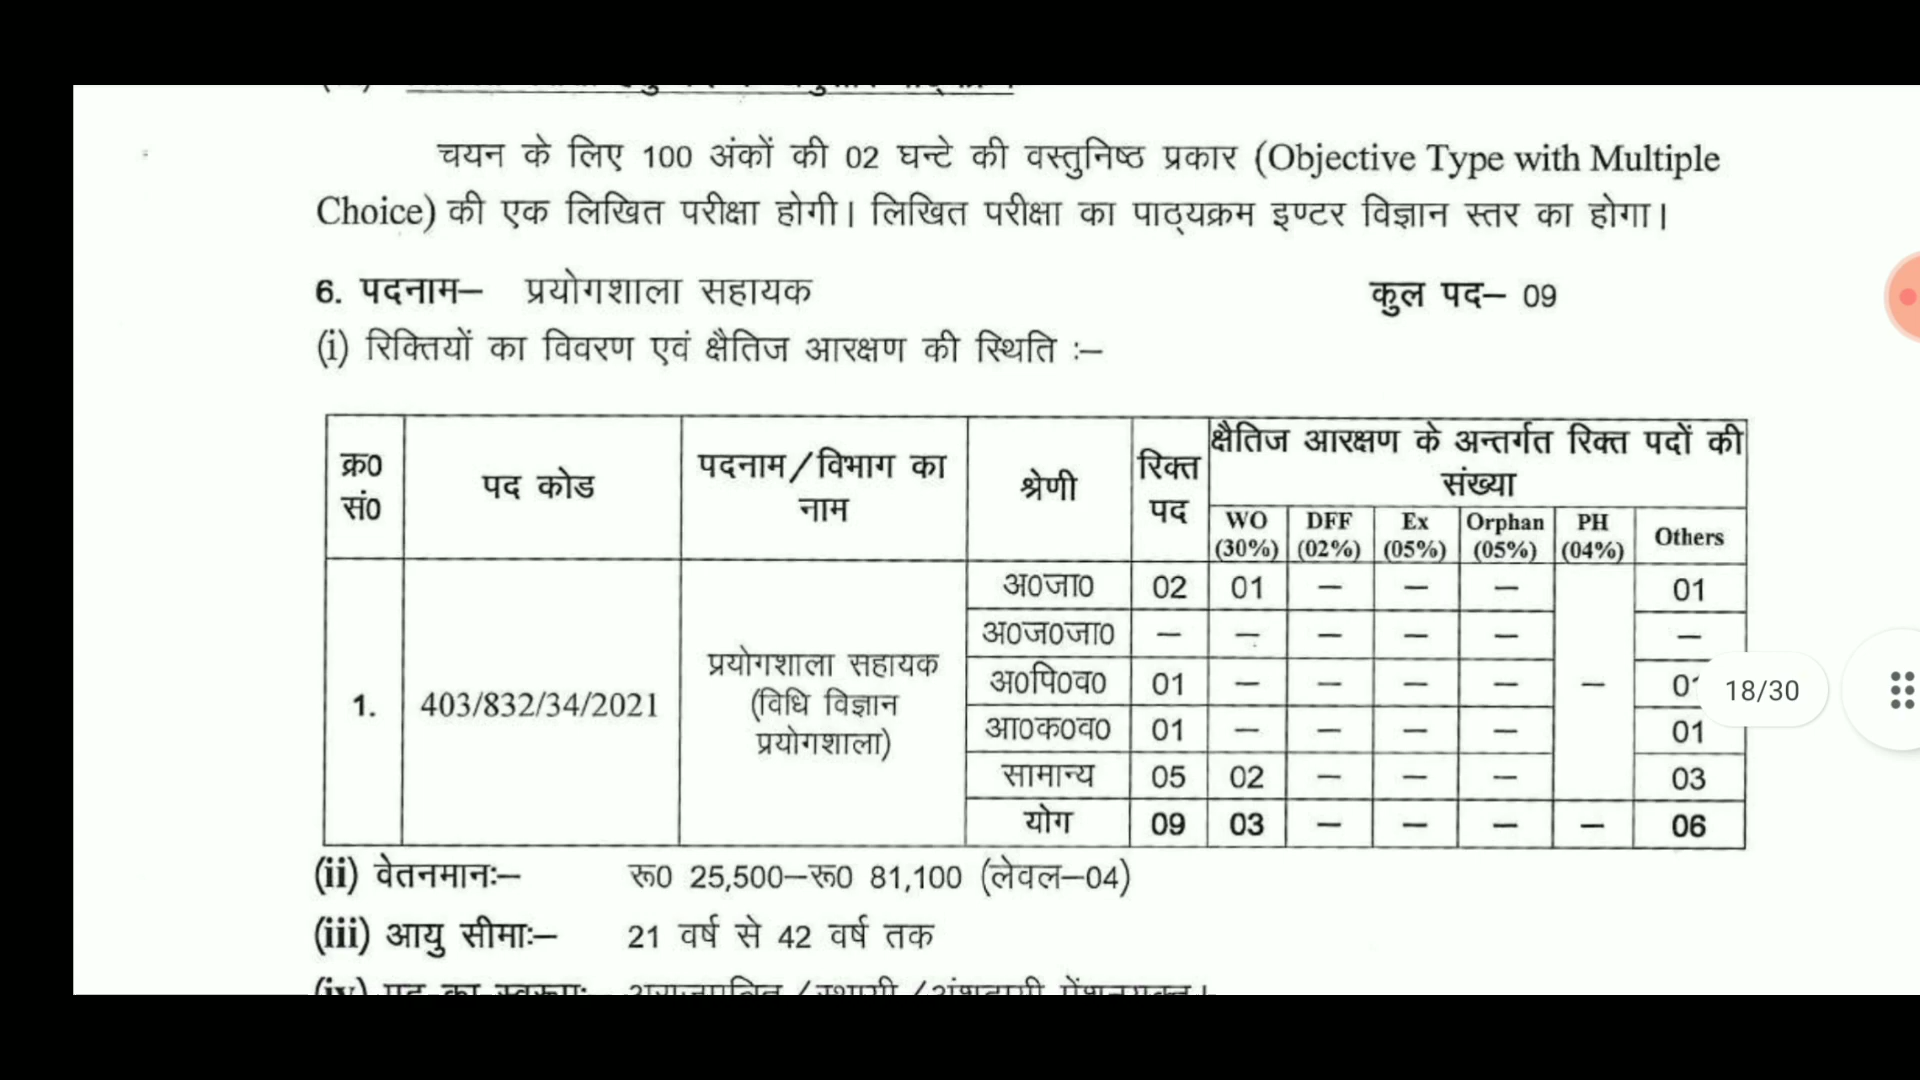 चयन के लिए 100 अंकों की 02 घन्टे की वस्तुनिष्ठ प्रकार (Objective Type with Multiple
Choice) की एक लिखित परीक्षा होगी। लिखित परीक्षा का पाठ्यक्रम इण्टर विज्ञान स्तर का होगा।
6. पदनाम– प्रयोगशाला सहायक कुल पद– 09
(i) रिक्तियों का विवरण एवं क्षैतिज आरक्षण की स्थिति :–
क्र0 सं0 पद कोड पदनाम/विभाग का नाम श्रेणी रिक्त पद क्षैतिज आरक्षण के अन्तर्गत रिक्त पदों की संख्या
WO (30%) DFF (02%) Ex (05%) Orphan (05%) PH (04%) Others
1. 403/832/34/2021 प्रयोगशाला सहायक (विधि विज्ञान प्रयोगशाला)
अ0जा0 02 01 – – – – 01
अ0ज0जा0 – – – – – –
अ0पि0व0 01 – – – –
आ0क0व0 01 – – – – 01
सामान्य 05 02 – – – 03
योग 09 03 – – – – 06
(ii) वेतनमानः– रू0 25,500–रू0 81,100 (लेवल–04)
(iii) आयु सीमाः– 21 वर्ष से 42 वर्ष तक
18/30